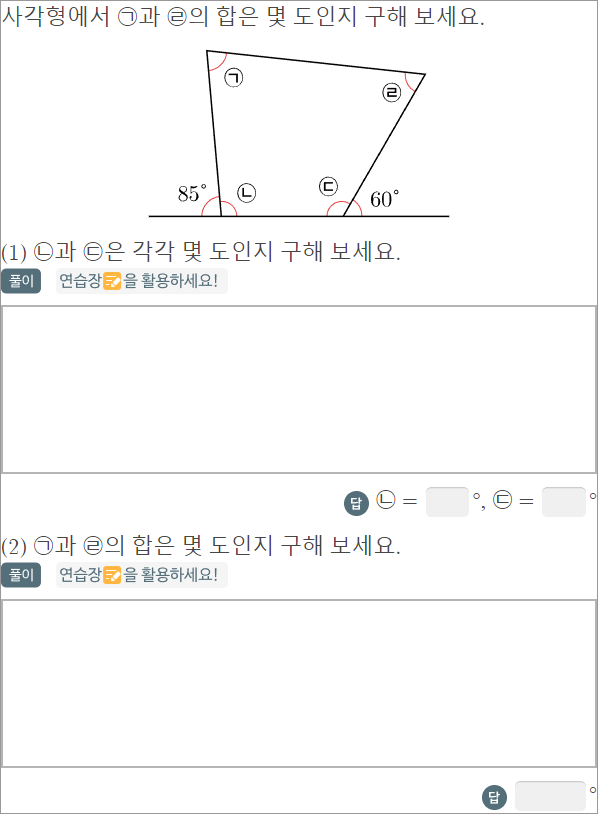 사각형에서 ㉠과 ㉣의 합은 몇 도인지 구해 보세요.
㉠
㉣
85° ㉡ ㉢ 60°
(1) ㉡과 ㉢은 각각 몇 도인지 구해 보세요.
풀이 연습장을 활용하세요!
답 ㉡ = °, ㉢ = °
(2) ㉠과 ㉣의 합은 몇 도인지 구해 보세요.
풀이 연습장을 활용하세요!
답 °